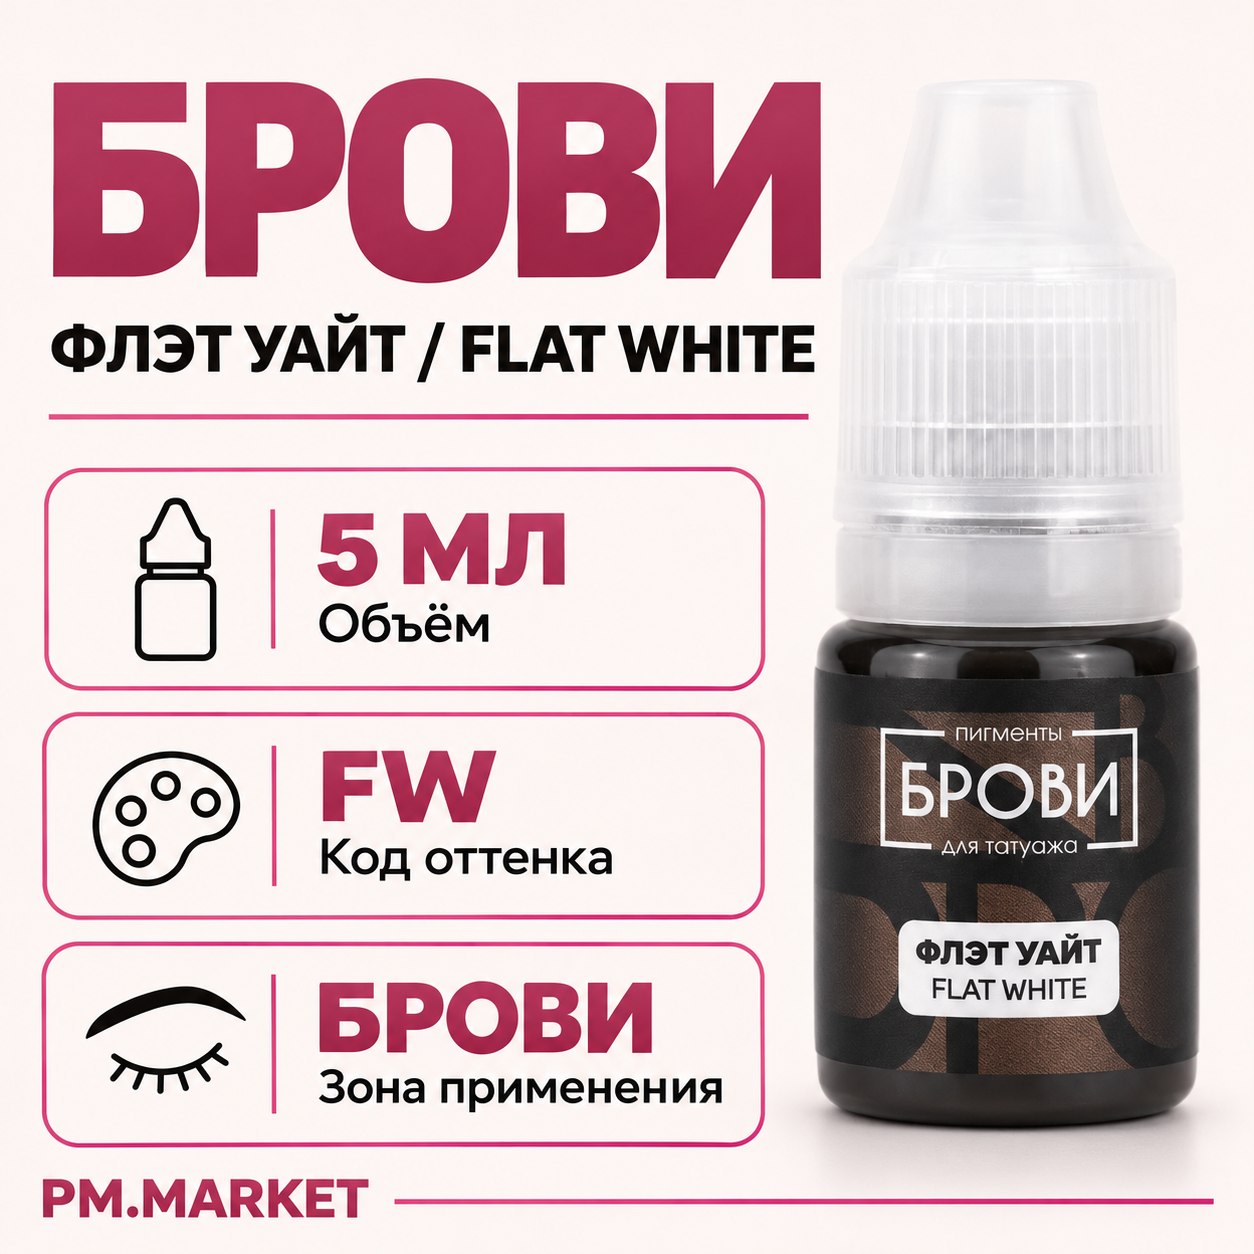 БРОВИ
ФЛЭТ УАЙТ / FLAT WHITE
5 МЛ
Объём
FW
Код оттенка
БРОВИ
Зона применения
PM.MARKET
ПИГМЕНТЫ
БРОВИ
для татуажа
ФЛЭТ УАЙТ
FLAT WHITE